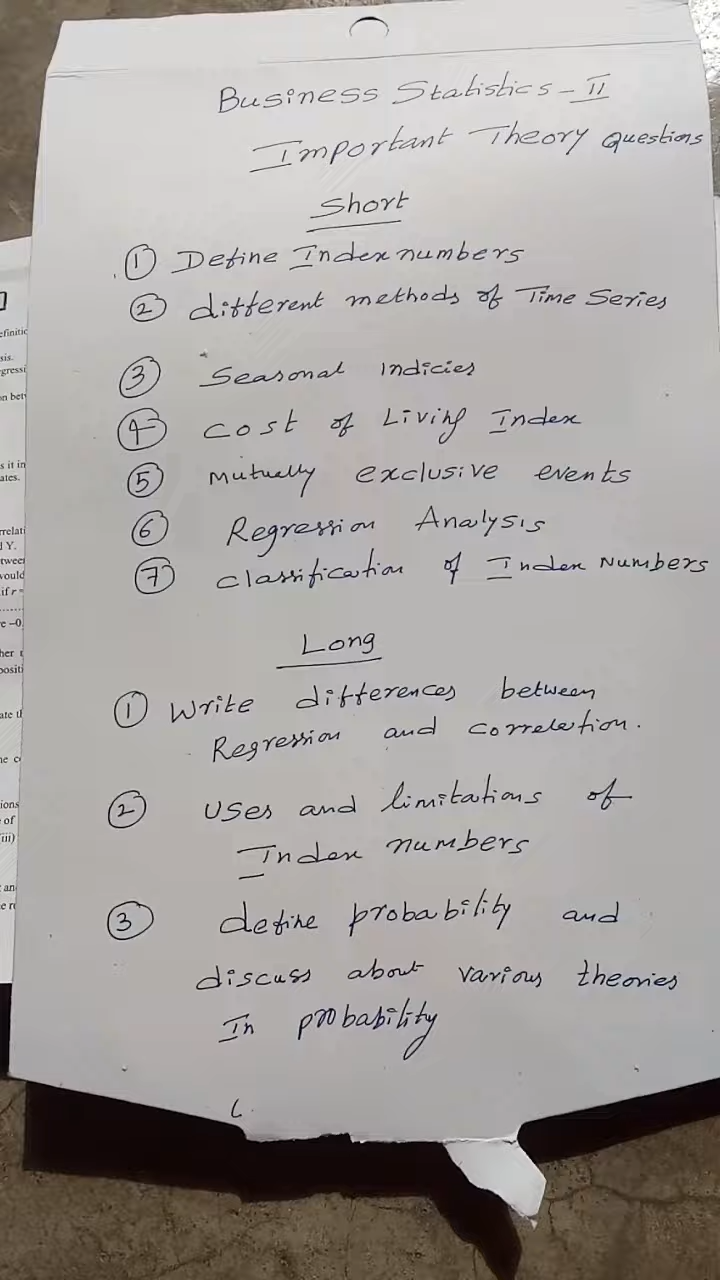 Business Statistics - II
Important Theory Questions
Short
① Define Index numbers
② different methods of Time Series
③ Seasonal Indicies
④ Cost of Living Index
⑤ Mutually exclusive events
⑥ Regression Analysis
⑦ classification of Index Numbers
Long
① Write differences between
Regression and correlation.
② Uses and limitations of
Index numbers
③ define probability and
discuss about various theories
In probability